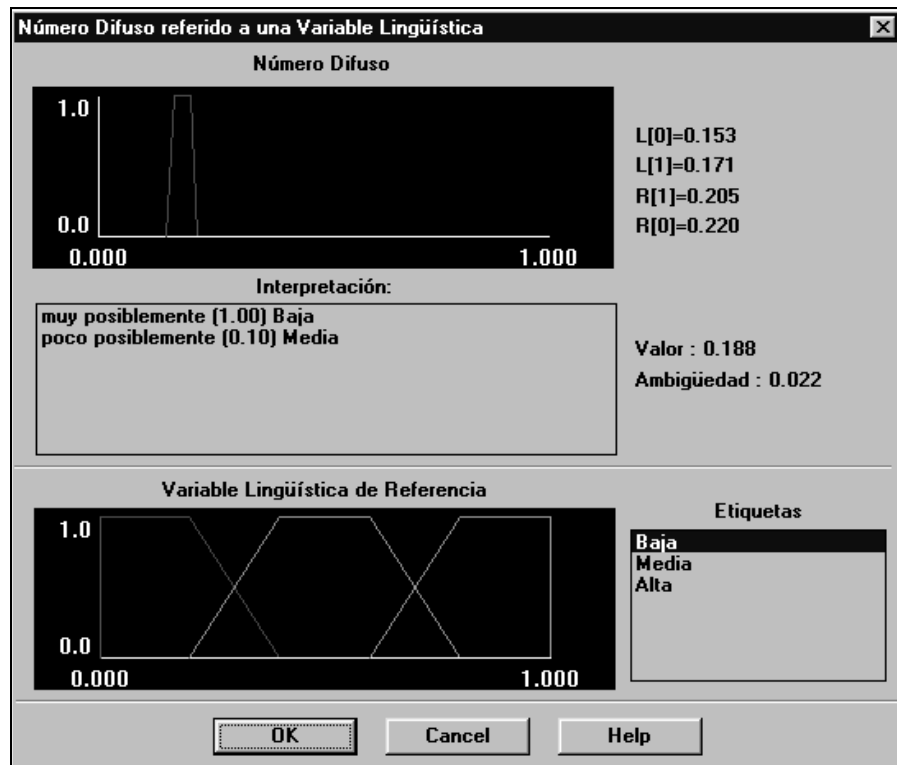 Número Difuso referido a una Variable Lingüística
Número Difuso
1.0
0.0
0.000 1.000
L[0]=0.153
L[1]=0.171
R[1]=0.205
R[0]=0.220
Interpretación:
muy posiblemente (1.00) Baja
poco posiblemente (0.10) Media
Valor : 0.188
Ambigüedad : 0.022
Variable Lingüística de Referencia
1.0
0.0
0.000 1.000
Etiquetas
Baja
Media
Alta
OK Cancel Help